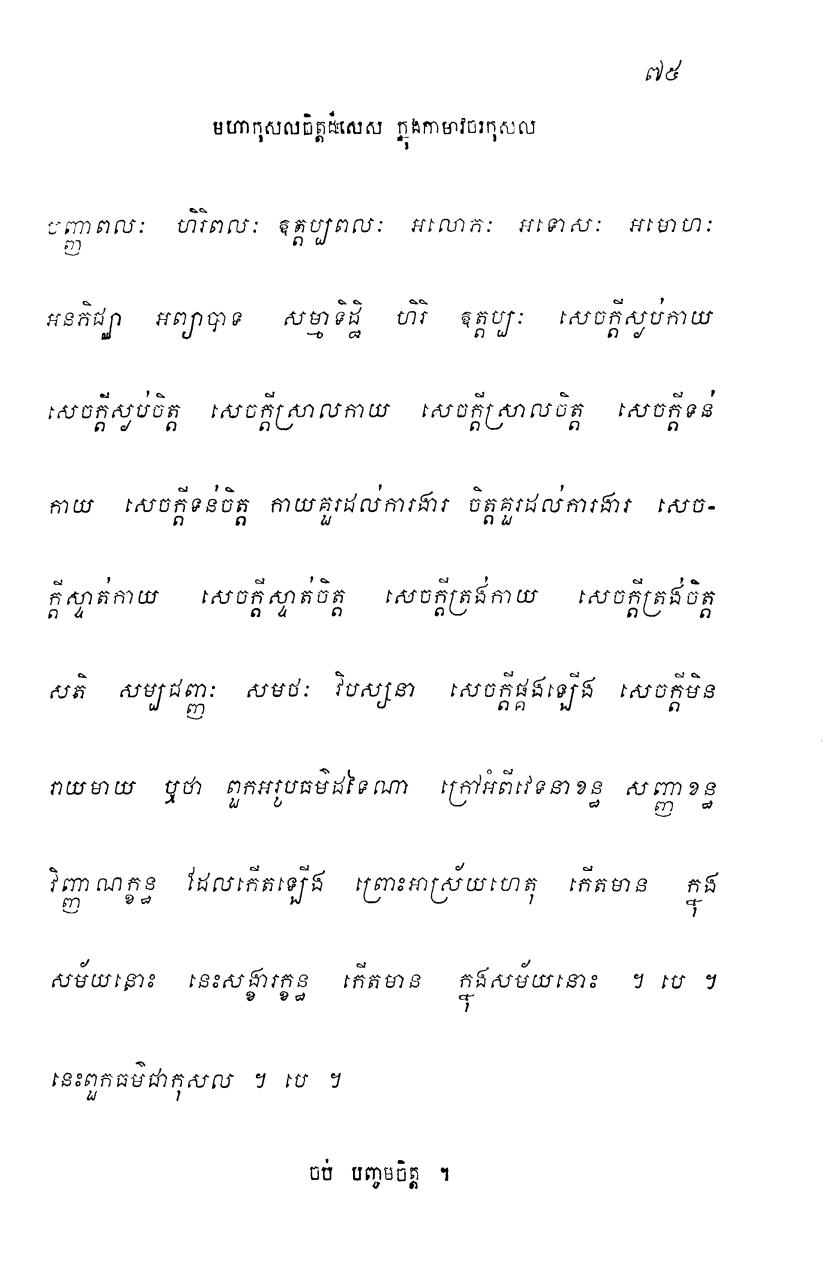 ៧៥
មហាកុសលចិត្តដ៏សេស ក្នុងកាមាវចរកុសល
បញ្ញាពលៈ ហិរិពលៈ ឱត្តប្បពលៈ អលោភៈ អទោសៈ អមោហៈ
អនភិជ្ឈា អព្យាបាទ សម្មាទិដ្ឋិ ហិរិ ឱត្តប្បៈ សេចក្តីស្ងប់កាយ
សេចក្តីស្ងប់ចិត្ត សេចក្តីស្រាលកាយ សេចក្តីស្រាលចិត្ត សេចក្តីទន់
កាយ សេចក្តីទន់ចិត្ត កាយគួរដល់ការងារ ចិត្តគួរដល់ការងារ សេច-
ក្តីស្ទាត់កាយ សេចក្តីស្ទាត់ចិត្ត សេចក្តីត្រង់កាយ សេចក្តីត្រង់ចិត្ត
សតិ សម្បជញ្ញៈ សមថៈ វិបស្សនា សេចក្តីផ្គងឡើង សេចក្តីមិន
រាយមាយ ឬថា ពួកអរូបធម៌ដទៃណា ក្រៅអំពីវេទនាខន្ធ សញ្ញាខន្ធ
វិញ្ញាណក្ខន្ធ ដែលកើតឡើង ព្រោះអាស្រ័យហេតុ កើតមាន ក្នុង
សម័យនោះ នេះសង្ខារក្ខន្ធ កើតមាន ក្នុងសម័យនោះ ។ បេ ។
នេះពួកធម៌ជាកុសល ។ បេ ។
ចប់ បញ្ចមចិត្ត ។